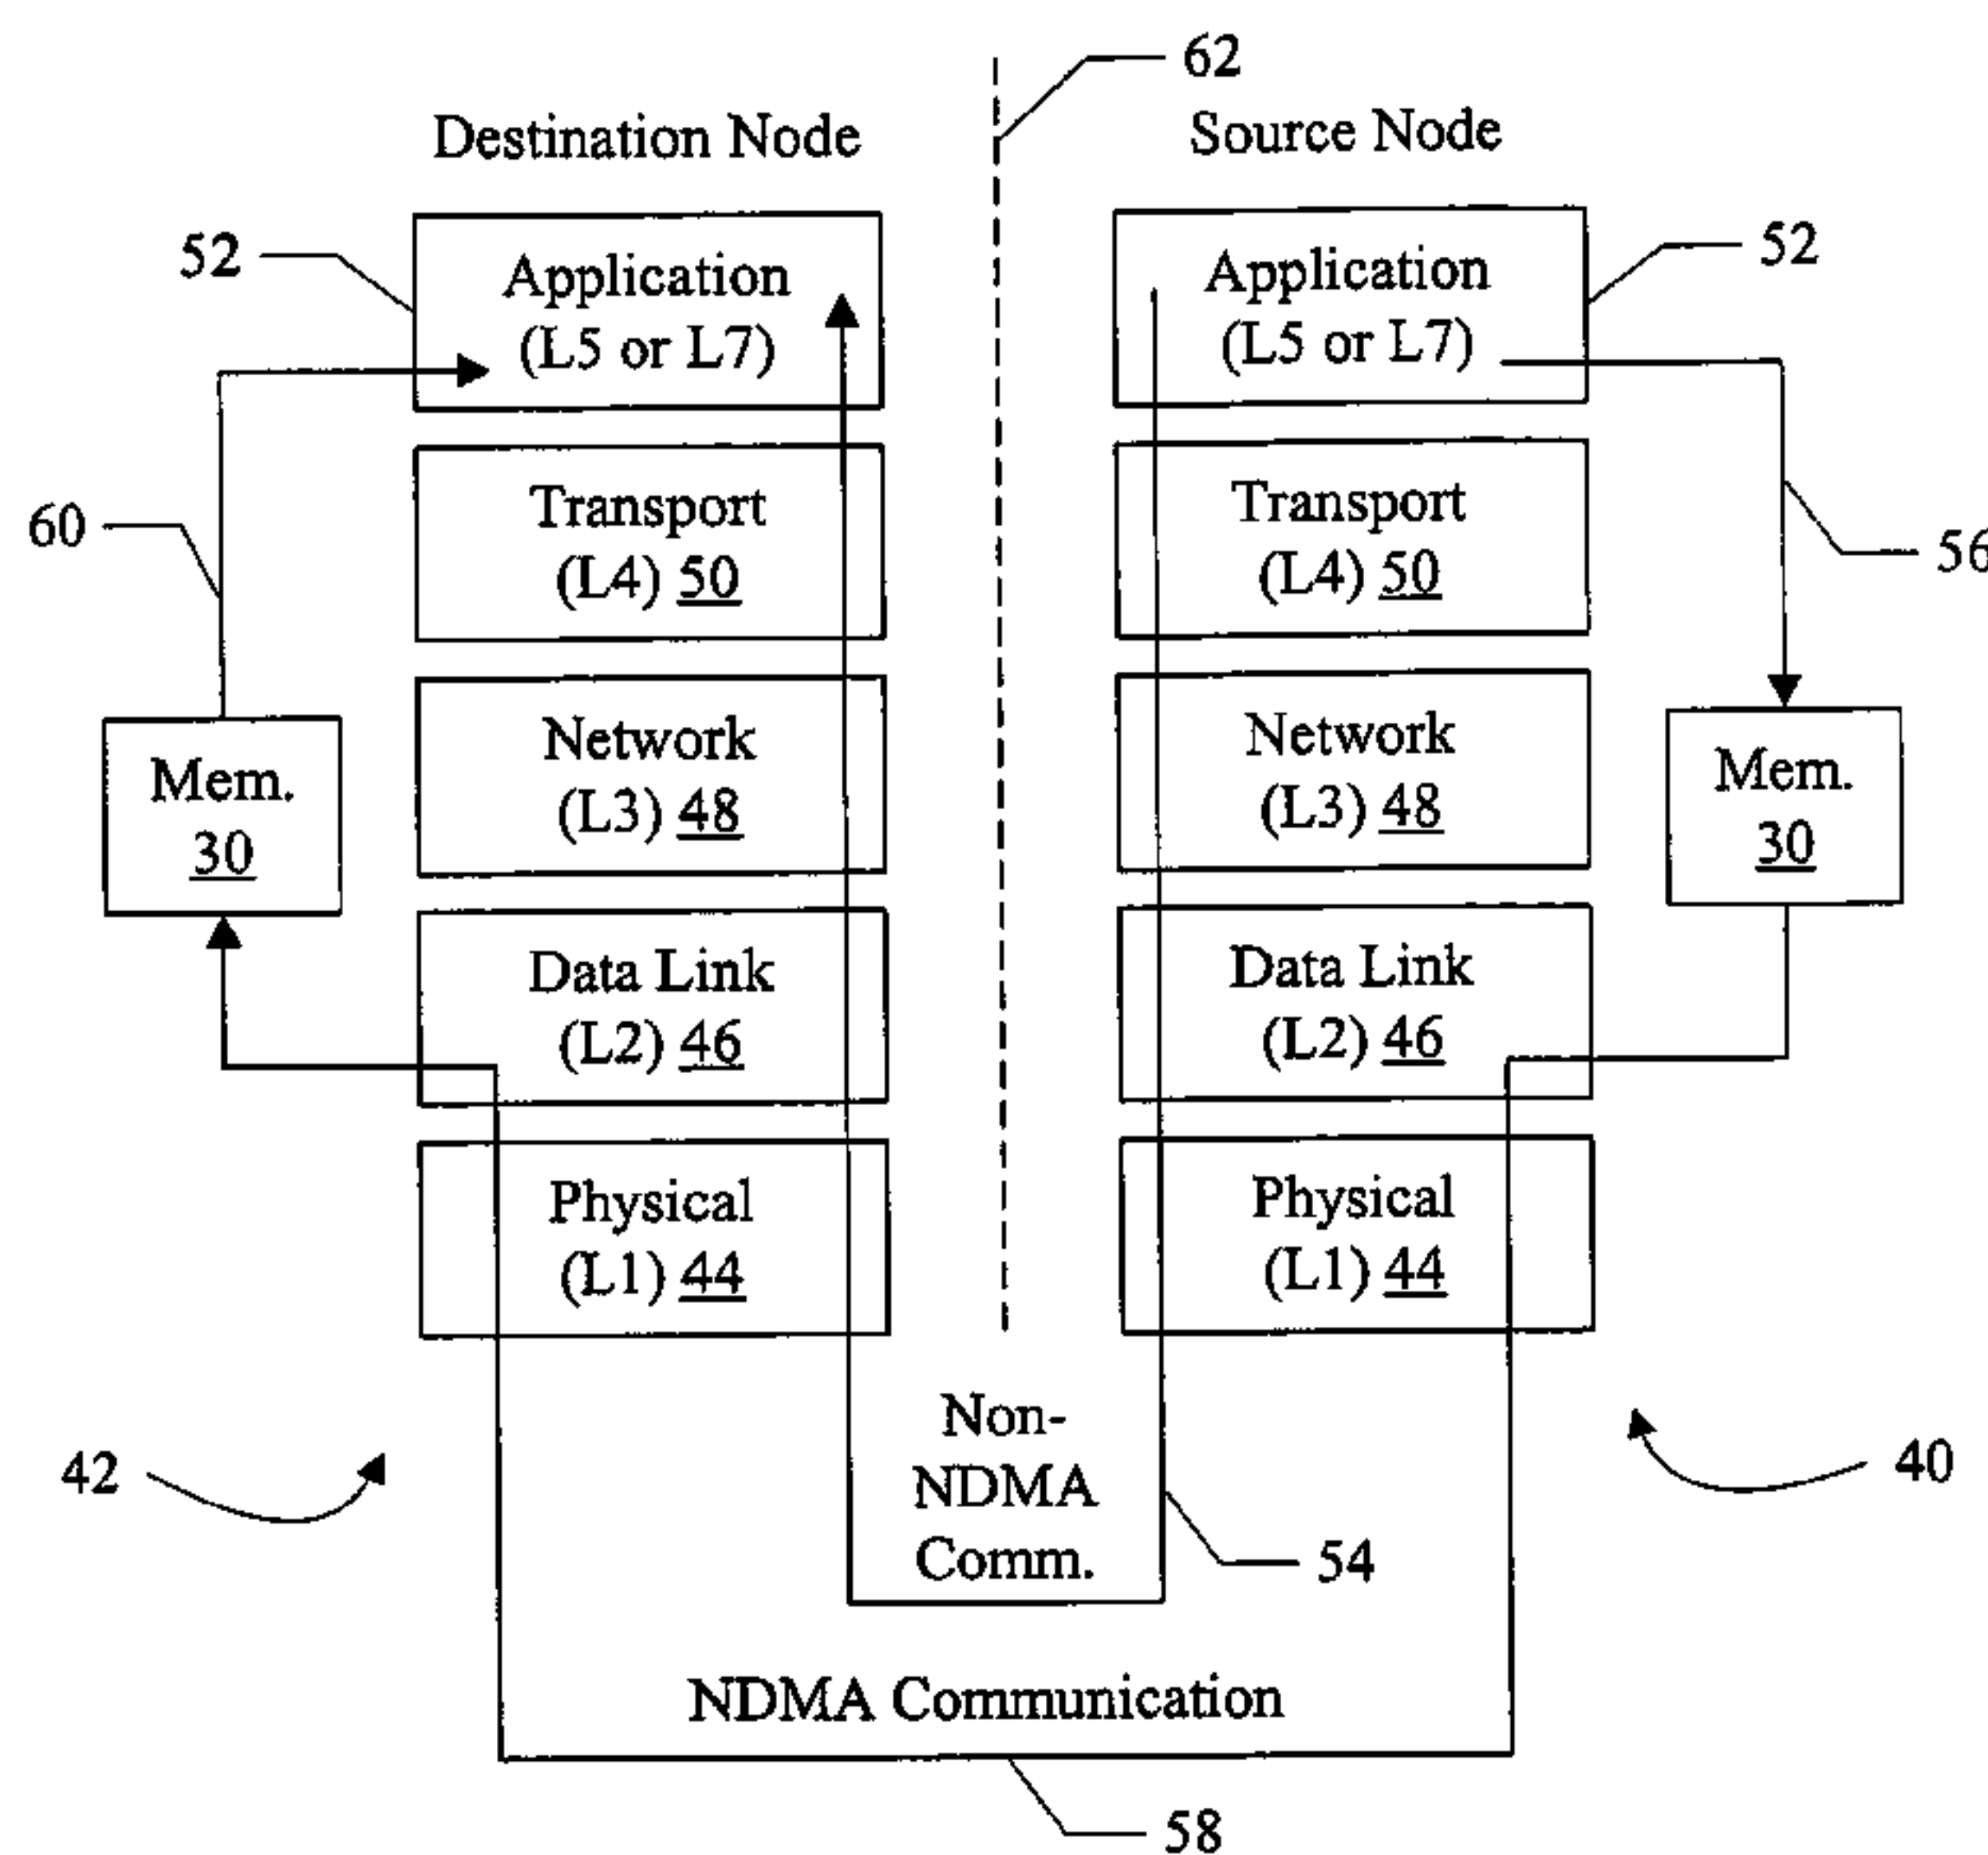 62
Destination Node
Source Node
52
Application
(L5 or L7)
Application
(L5 or L7)
52
60
Transport
(L4) 50
Transport
(L4) 50
56
Mem.
30
Network
(L3) 48
Network
(L3) 48
Mem.
30
Data Link
(L2) 46
Data Link
(L2) 46
Physical
(L1) 44
Physical
(L1) 44
42
Non-
NDMA
Comm.
40
54
NDMA Communication
58